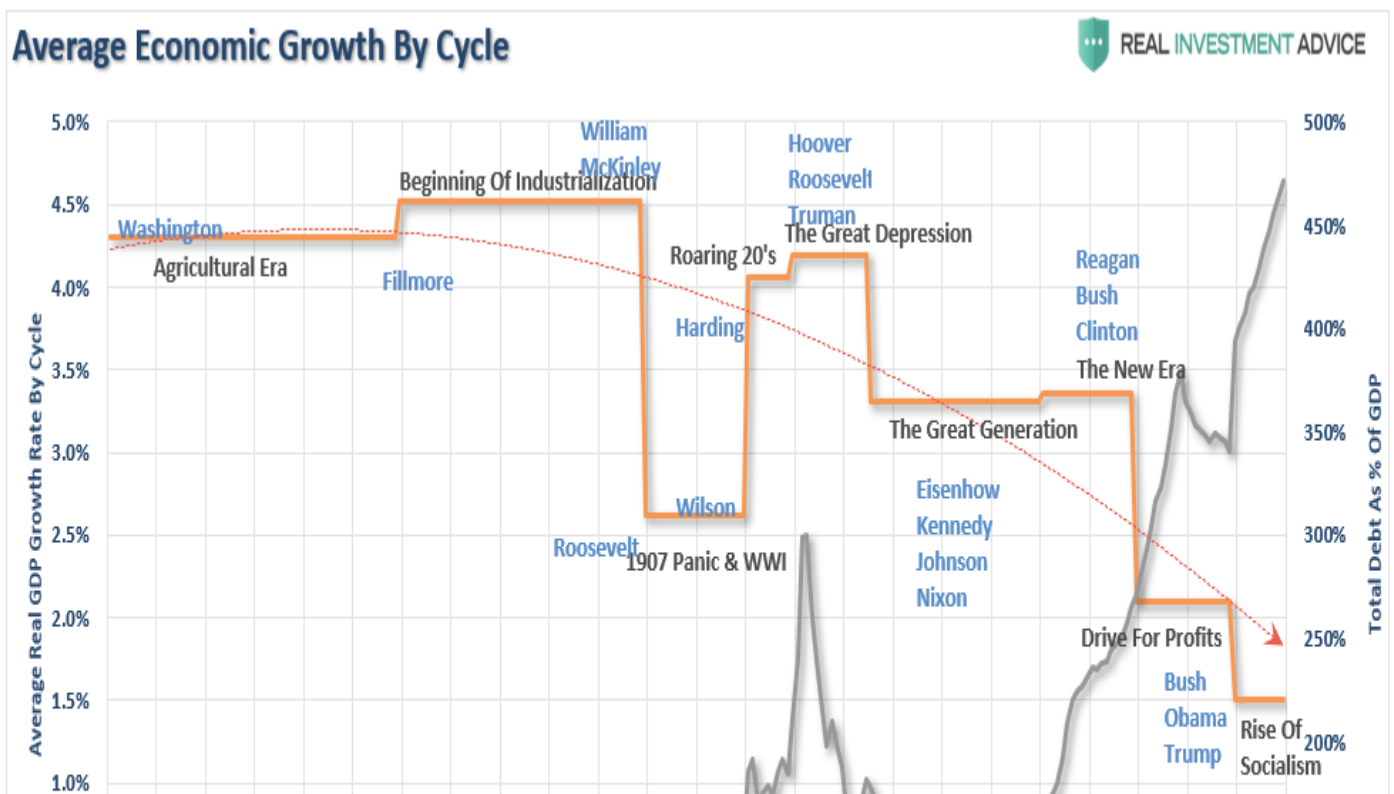 Average Economic Growth By Cycle
REAL INVESTMENT ADVICE
5.0%
4.5%
4.0%
3.5%
3.0%
2.5%
2.0%
1.5%
1.0%
Average Real GDP Growth Rate By Cycle
500%
450%
400%
350%
300%
250%
200%
Total Debt As % Of GDP
Washington
Agricultural Era
Fillmore
Beginning Of Industrialization
William
McKinley
Roosevelt
Wilson
1907 Panic & WWI
Harding
Roaring 20's
Hoover
Roosevelt
Truman
The Great Depression
The Great Generation
Eisenhow
Kennedy
Johnson
Nixon
Reagan
Bush
Clinton
The New Era
Drive For Profits
Bush
Obama
Trump
Rise Of
Socialism